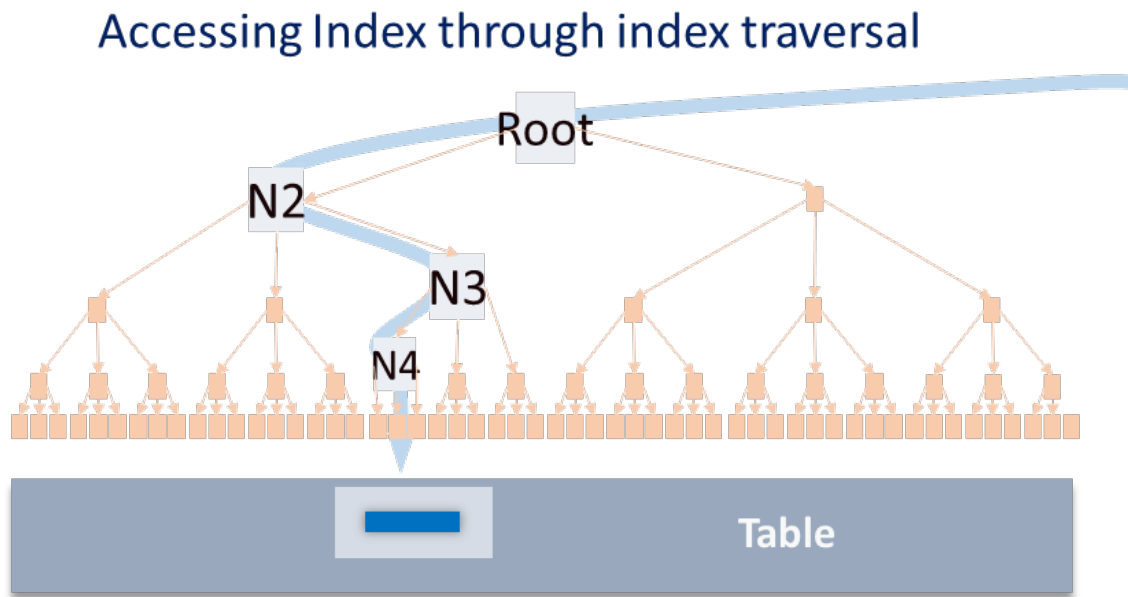 Accessing Index through index traversal
Root
N2
N3
N4
Table